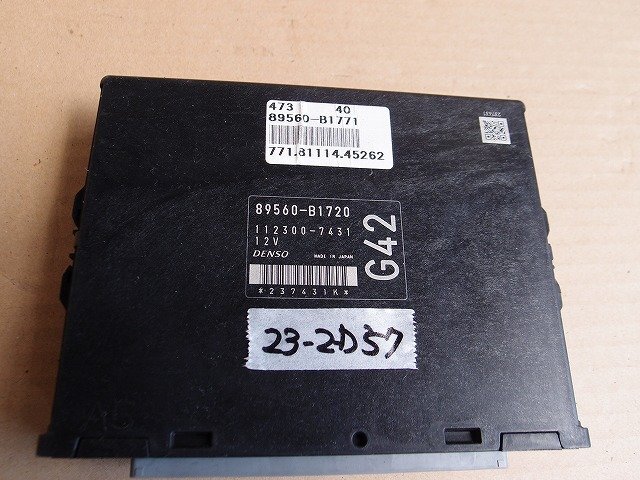 473 40
89560-B1771
771.81114.45262
89560-B1720
112300-7431
12V
DENSO MADE IN JAPAN
*237431K*
G42
23-2D57